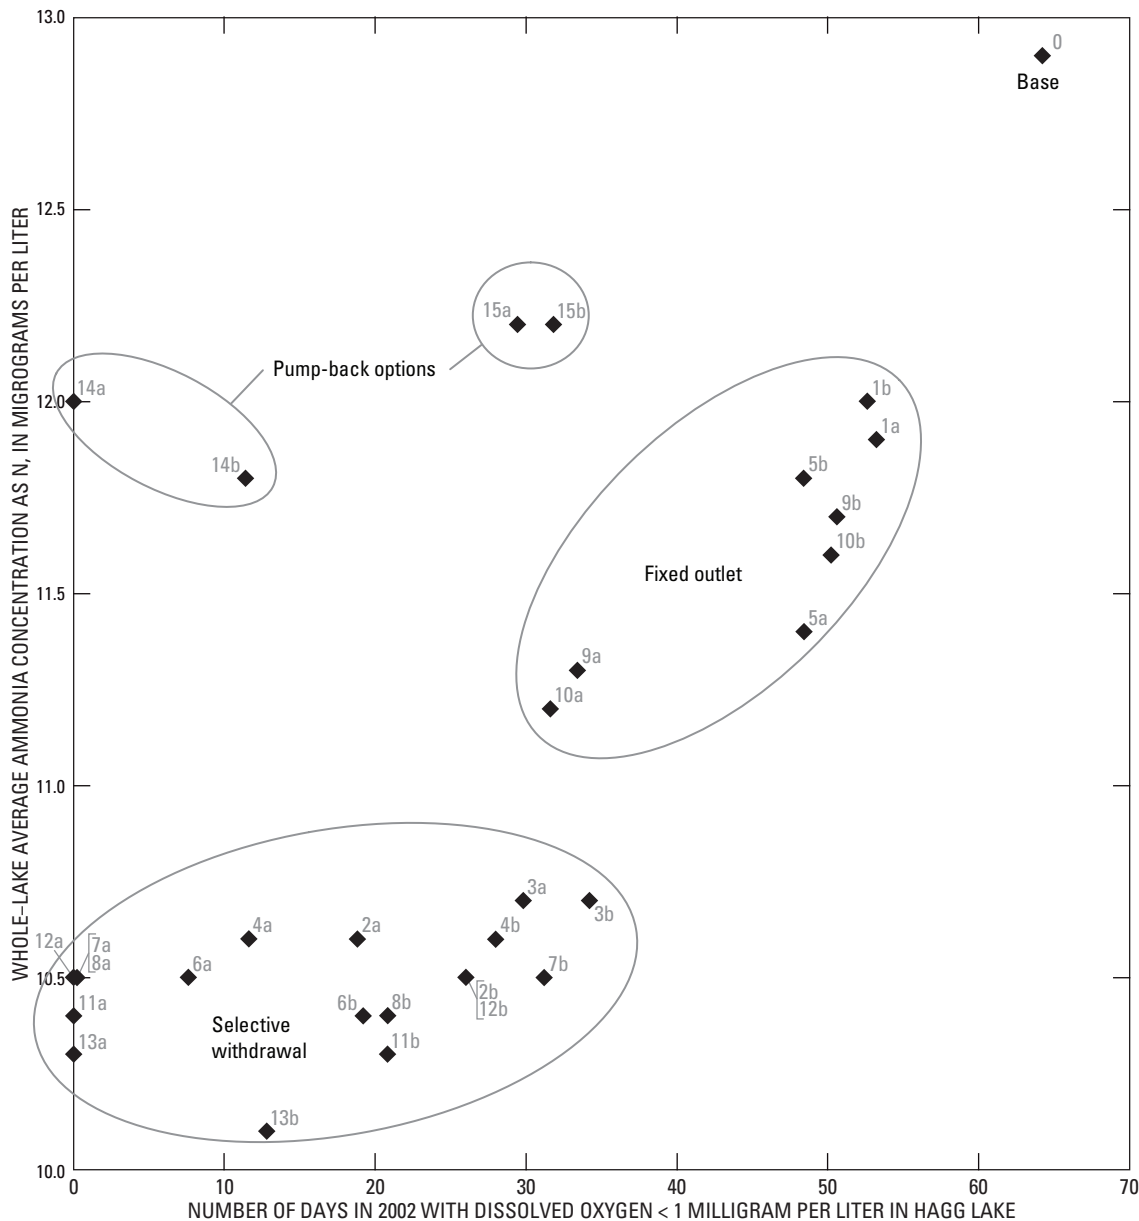 13.0
0
Base
12.5
15a
15b
Pump-back options
14a
12.0
1b
1a
14b
5b
9b
10b
Fixed outlet
11.5
5a
9a
10a
11.0
3a
3b
4a
2a
4b
12a
7a
8a
10.5
6a
7b
2b
12b
11a
6b
8b
Selective
withdrawal
13a
11b
13b
10.0
0 10 20 30 40 50 60 70
NUMBER OF DAYS IN 2002 WITH DISSOLVED OXYGEN < 1 MILLIGRAM PER LITER IN HAGG LAKE
WHOLE–LAKE AVERAGE AMMONIA CONCENTRATION AS N, IN MIGROGRAMS PER LITER